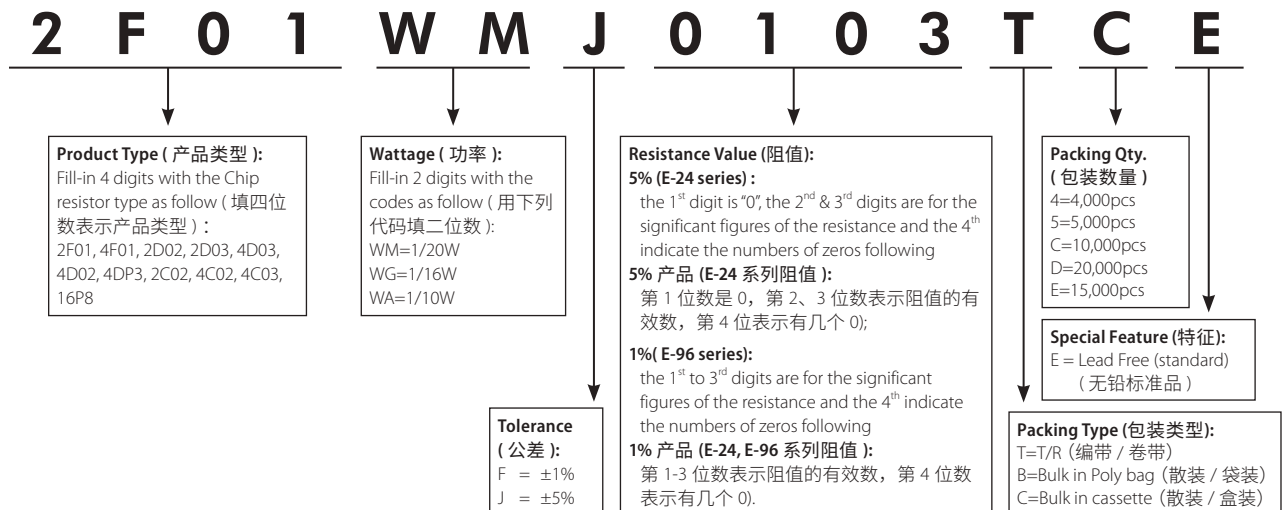 2F01 WM J 0103 T C E
Product Type ( 产品类型 ):
Fill-in 4 digits with the Chip
resistor type as follow ( 填四位
数表示产品类型 ) :
2F01, 4F01, 2D02, 2D03, 4D03,
4D02, 4DP3, 2C02, 4C02, 4C03,
16P8
Wattage ( 功率 ):
Fill-in 2 digits with the
codes as follow ( 用下列
代码填二位数 ):
WM=1/20W
WG=1/16W
WA=1/10W
Tolerance
( 公差 ):
F = ±1%
J = ±5%
Resistance Value (阻值):
5% (E-24 series) :
the 1st digit is "0", the 2nd & 3rd digits are for the
significant figures of the resistance and the 4th
indicate the numbers of zeros following
5% 产品 (E-24 系列阻值 ):
第 1 位数是 0，第 2、3 位数表示阻值的有
效数，第 4 位表示有几个 0);
1%( E-96 series):
the 1st to 3rd digits are for the significant
figures of the resistance and the 4th indicate
the numbers of zeros following
1% 产品 (E-24, E-96 系列阻值 ):
第 1-3 位数表示阻值的有效数，第 4 位数
表示有几个 0).
Packing Qty.
( 包装数量 )
4=4,000pcs
5=5,000pcs
C=10,000pcs
D=20,000pcs
E=15,000pcs
Special Feature (特征):
E = Lead Free (standard)
( 无铅标准品 )
Packing Type (包装类型):
T=T/R（编带 / 卷带）
B=Bulk in Poly bag（散装 / 袋装）
C=Bulk in cassette（散装 / 盒装）